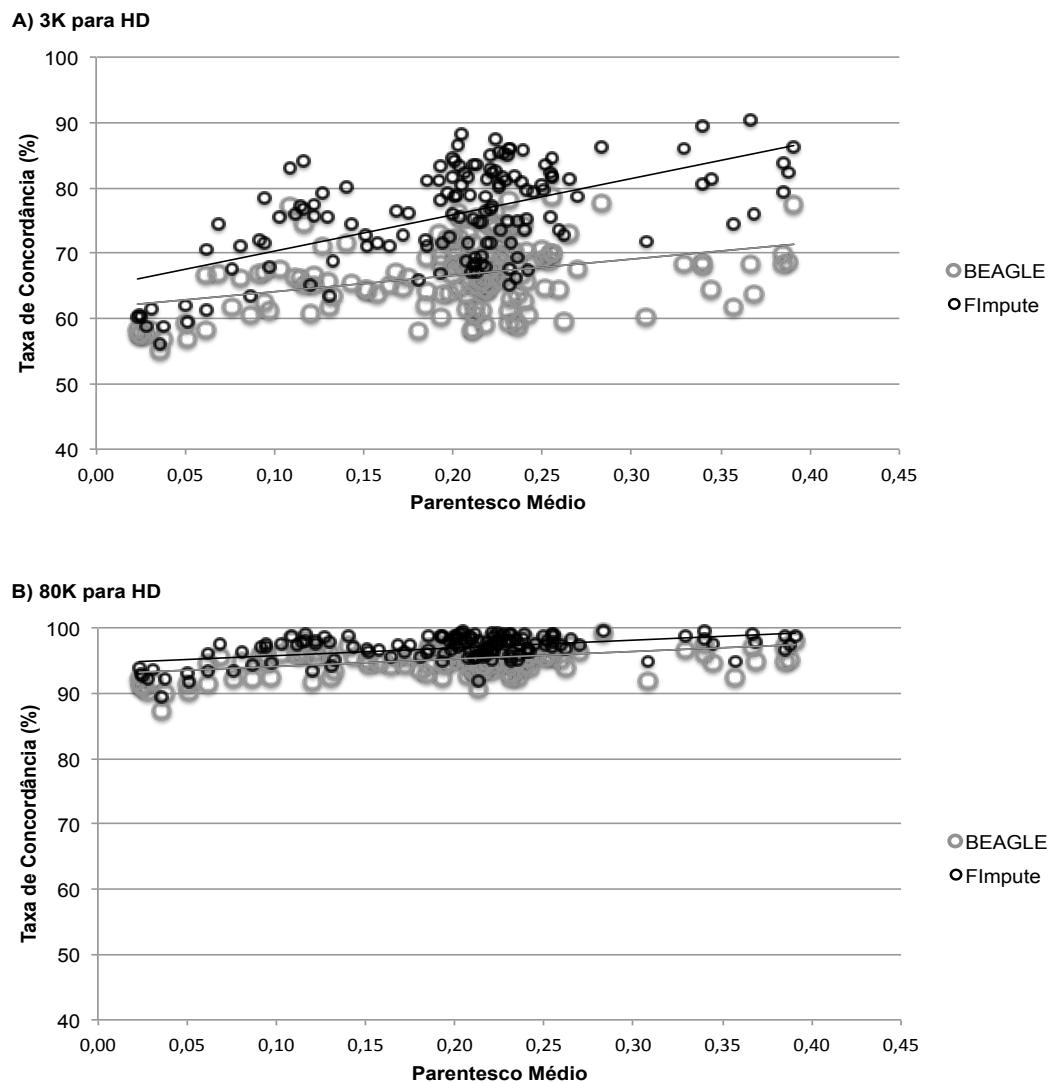 A) 3K para HD
Taxa de Concordância (%)
100
90
80
70
60
50
40
0,00 0,05 0,10 0,15 0,20 0,25 0,30 0,35 0,40 0,45
Parentesco Médio
BEAGLE
FImpute
B) 80K para HD
Taxa de Concordância (%)
100
90
80
70
60
50
40
0,00 0,05 0,10 0,15 0,20 0,25 0,30 0,35 0,40 0,45
Parentesco Médio
BEAGLE
FImpute